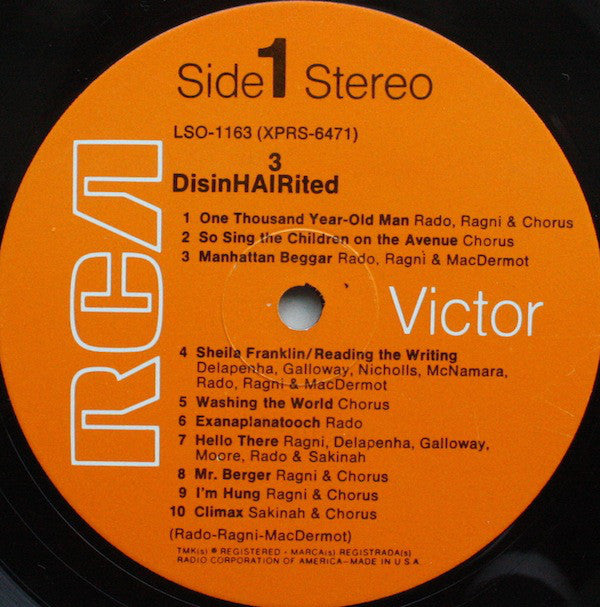 Side 1 Stereo
LSO-1163 (XPRS-6471)
3
DisinHAIRited
1 One Thousand Year-Old Man Rado, Ragni & Chorus
2 So Sing the Children on the Avenue Chorus
3 Manhattan Beggar Rado, Ragni & MacDermot
RCA
Victor
4 Sheila Franklin/Reading the Writing
Delapenha, Galloway, Nicholls, McNamara,
Rado, Ragni & MacDermot
5 Washing the World Chorus
6 Exanaplanatooch Rado
7 Hello There Ragni, Delapenha, Galloway,
Moore, Rado & Sakinah
8 Mr. Berger Ragni & Chorus
9 I'm Hung Ragni & Chorus
10 Climax Sakinah & Chorus
(Rado-Ragni-MacDermot)
TMK(s) ® REGISTERED • MARCA(s) REGISTRADA(s)
RADIO CORPORATION OF AMERICA—MADE IN U.S.A.